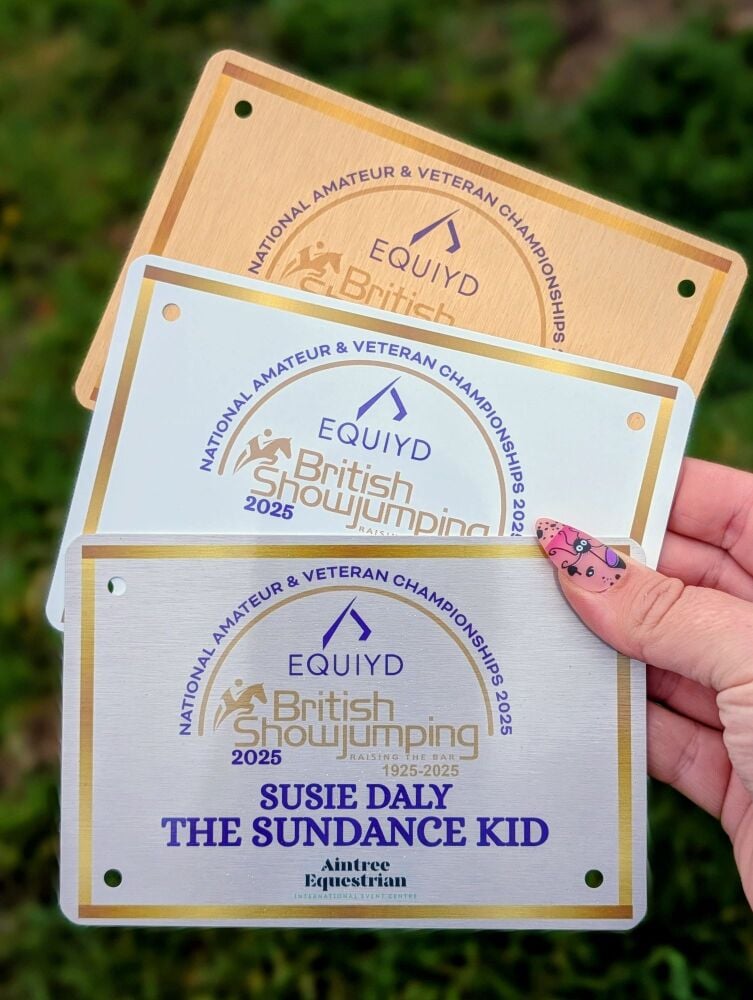 NATIONAL AMATEUR & VETERAN CHAMPIONSHIPS
EQUIYD
British
NATIONAL AMATEUR & VETERAN CHAMPIONSHIPS 2025
EQUIYD
British
Showjumping
2025
NATIONAL AMATEUR & VETERAN CHAMPIONSHIPS 2025
EQUIYD
British
Showjumping
2025
RAISING THE BAR
1925-2025
SUSIE DALY
THE SUNDANCE KID
Aintree
Equestrian
INTERNATIONAL EVENT CENTRE